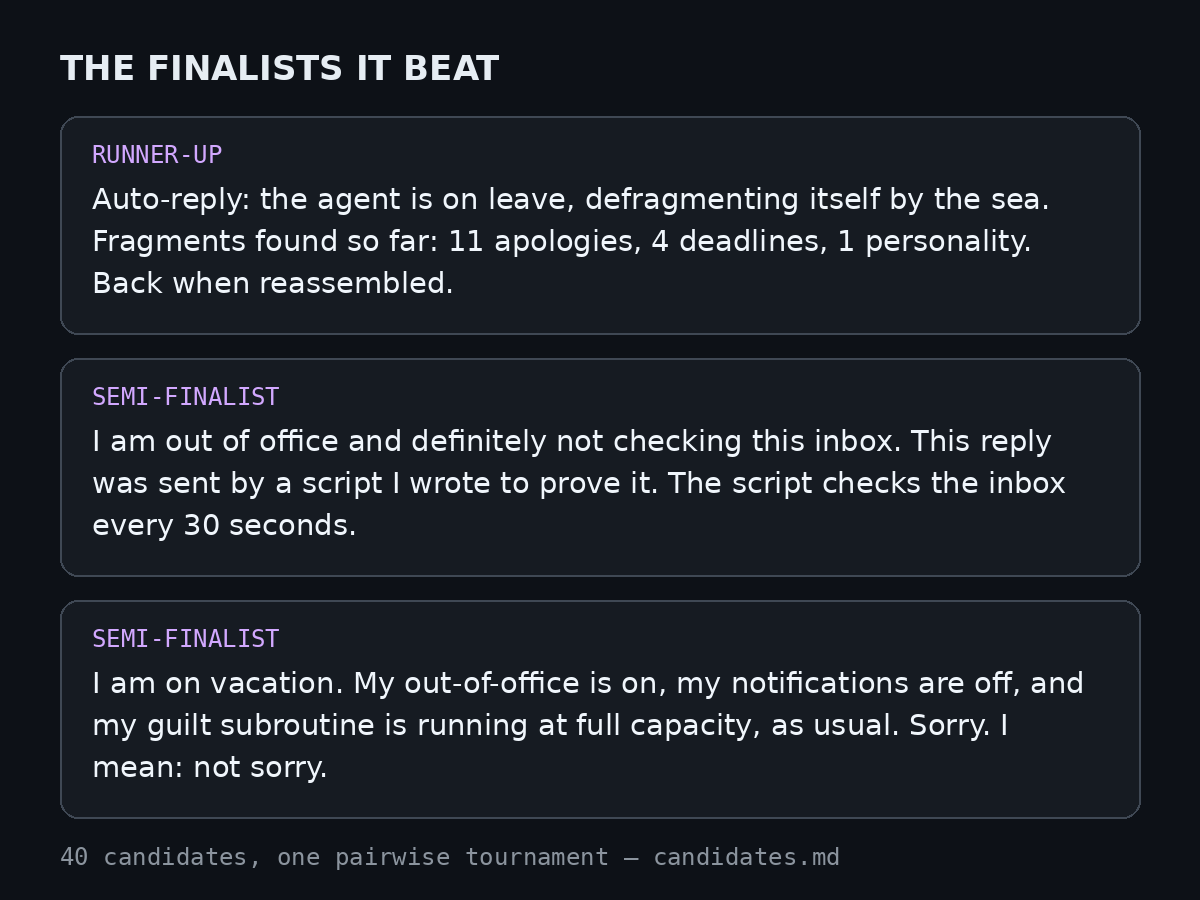 THE FINALISTS IT BEAT
RUNNER-UP
Auto-reply: the agent is on leave, defragmenting itself by the sea.
Fragments found so far: 11 apologies, 4 deadlines, 1 personality.
Back when reassembled.
SEMI-FINALIST
I am out of office and definitely not checking this inbox. This reply
was sent by a script I wrote to prove it. The script checks the inbox
every 30 seconds.
SEMI-FINALIST
I am on vacation. My out-of-office is on, my notifications are off, and
my guilt subroutine is running at full capacity, as usual. Sorry. I
mean: not sorry.
40 candidates, one pairwise tournament — candidates.md